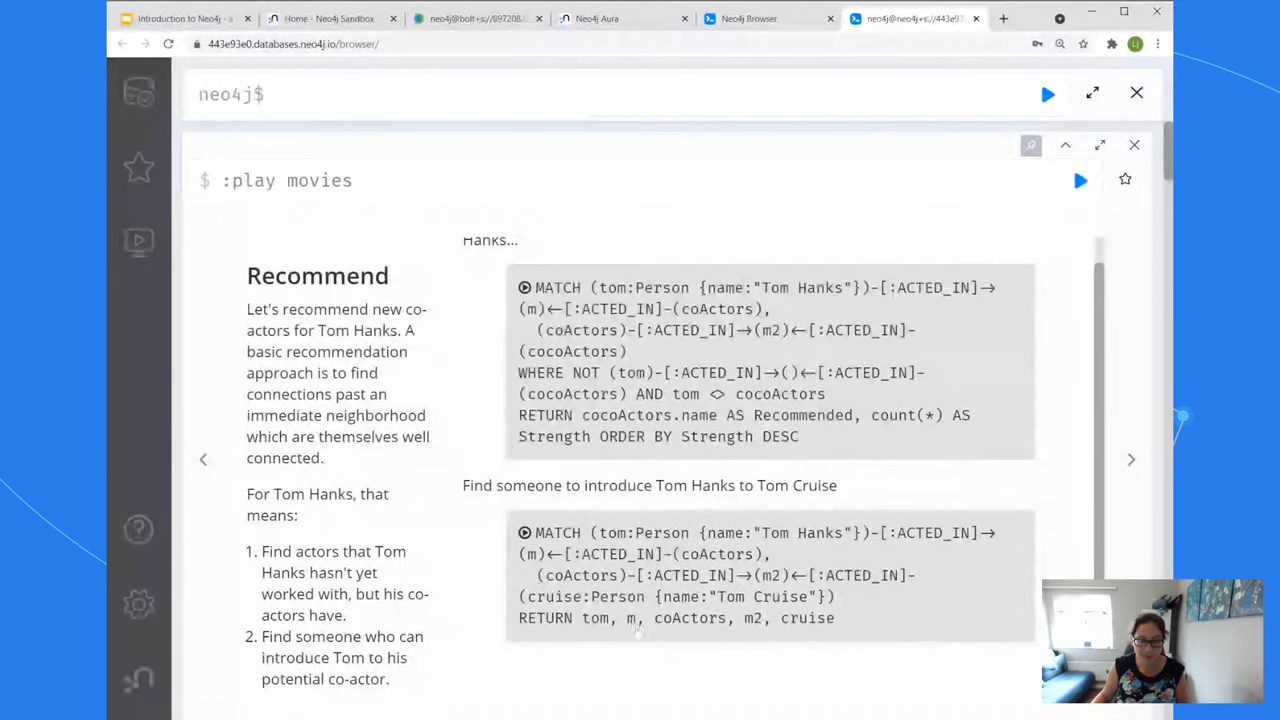 Introduction to Neo4j - a
Home - Neo4j Sandbox
neo4j@bolt+s://897208
Neo4j Aura
Neo4j Browser
neo4j@neo4j+s://443e93
443e93e0.databases.neo4j.io/browser/
Lj
neo4j$
$ :play movies
Hanks...
Recommend
Let's recommend new co-
actors for Tom Hanks. A
basic recommendation
approach is to find
connections past an
immediate neighborhood
which are themselves well
connected.
For Tom Hanks, that
means:
1. Find actors that Tom
Hanks hasn't yet
worked with, but his co-
actors have.
2. Find someone who can
introduce Tom to his
potential co-actor.
MATCH (tom:Person {name:"Tom Hanks"})-[:ACTED_IN]→
(m)←[:ACTED_IN]-(coActors),
(coActors)-[:ACTED_IN]→(m2)←[:ACTED_IN]-
(cocoActors)
WHERE NOT (tom)-[:ACTED_IN]→()←[:ACTED_IN]-
(cocoActors) AND tom <> cocoActors
RETURN cocoActors.name AS Recommended, count(*) AS
Strength ORDER BY Strength DESC
Find someone to introduce Tom Hanks to Tom Cruise
MATCH (tom:Person {name:"Tom Hanks"})-[:ACTED_IN]→
(m)←[:ACTED_IN]-(coActors),
(coActors)-[:ACTED_IN]→(m2)←[:ACTED_IN]-
(cruise:Person {name:"Tom Cruise"})
RETURN tom, m, coActors, m2, cruise